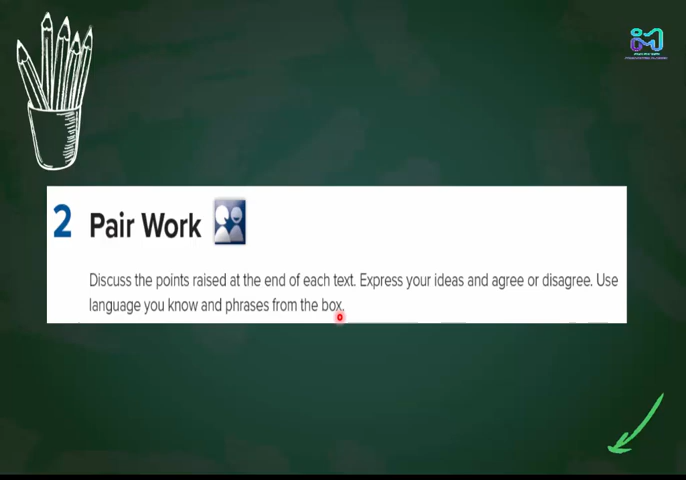 2 Pair Work
Discuss the points raised at the end of each text. Express your ideas and agree or disagree. Use
language you know and phrases from the box.